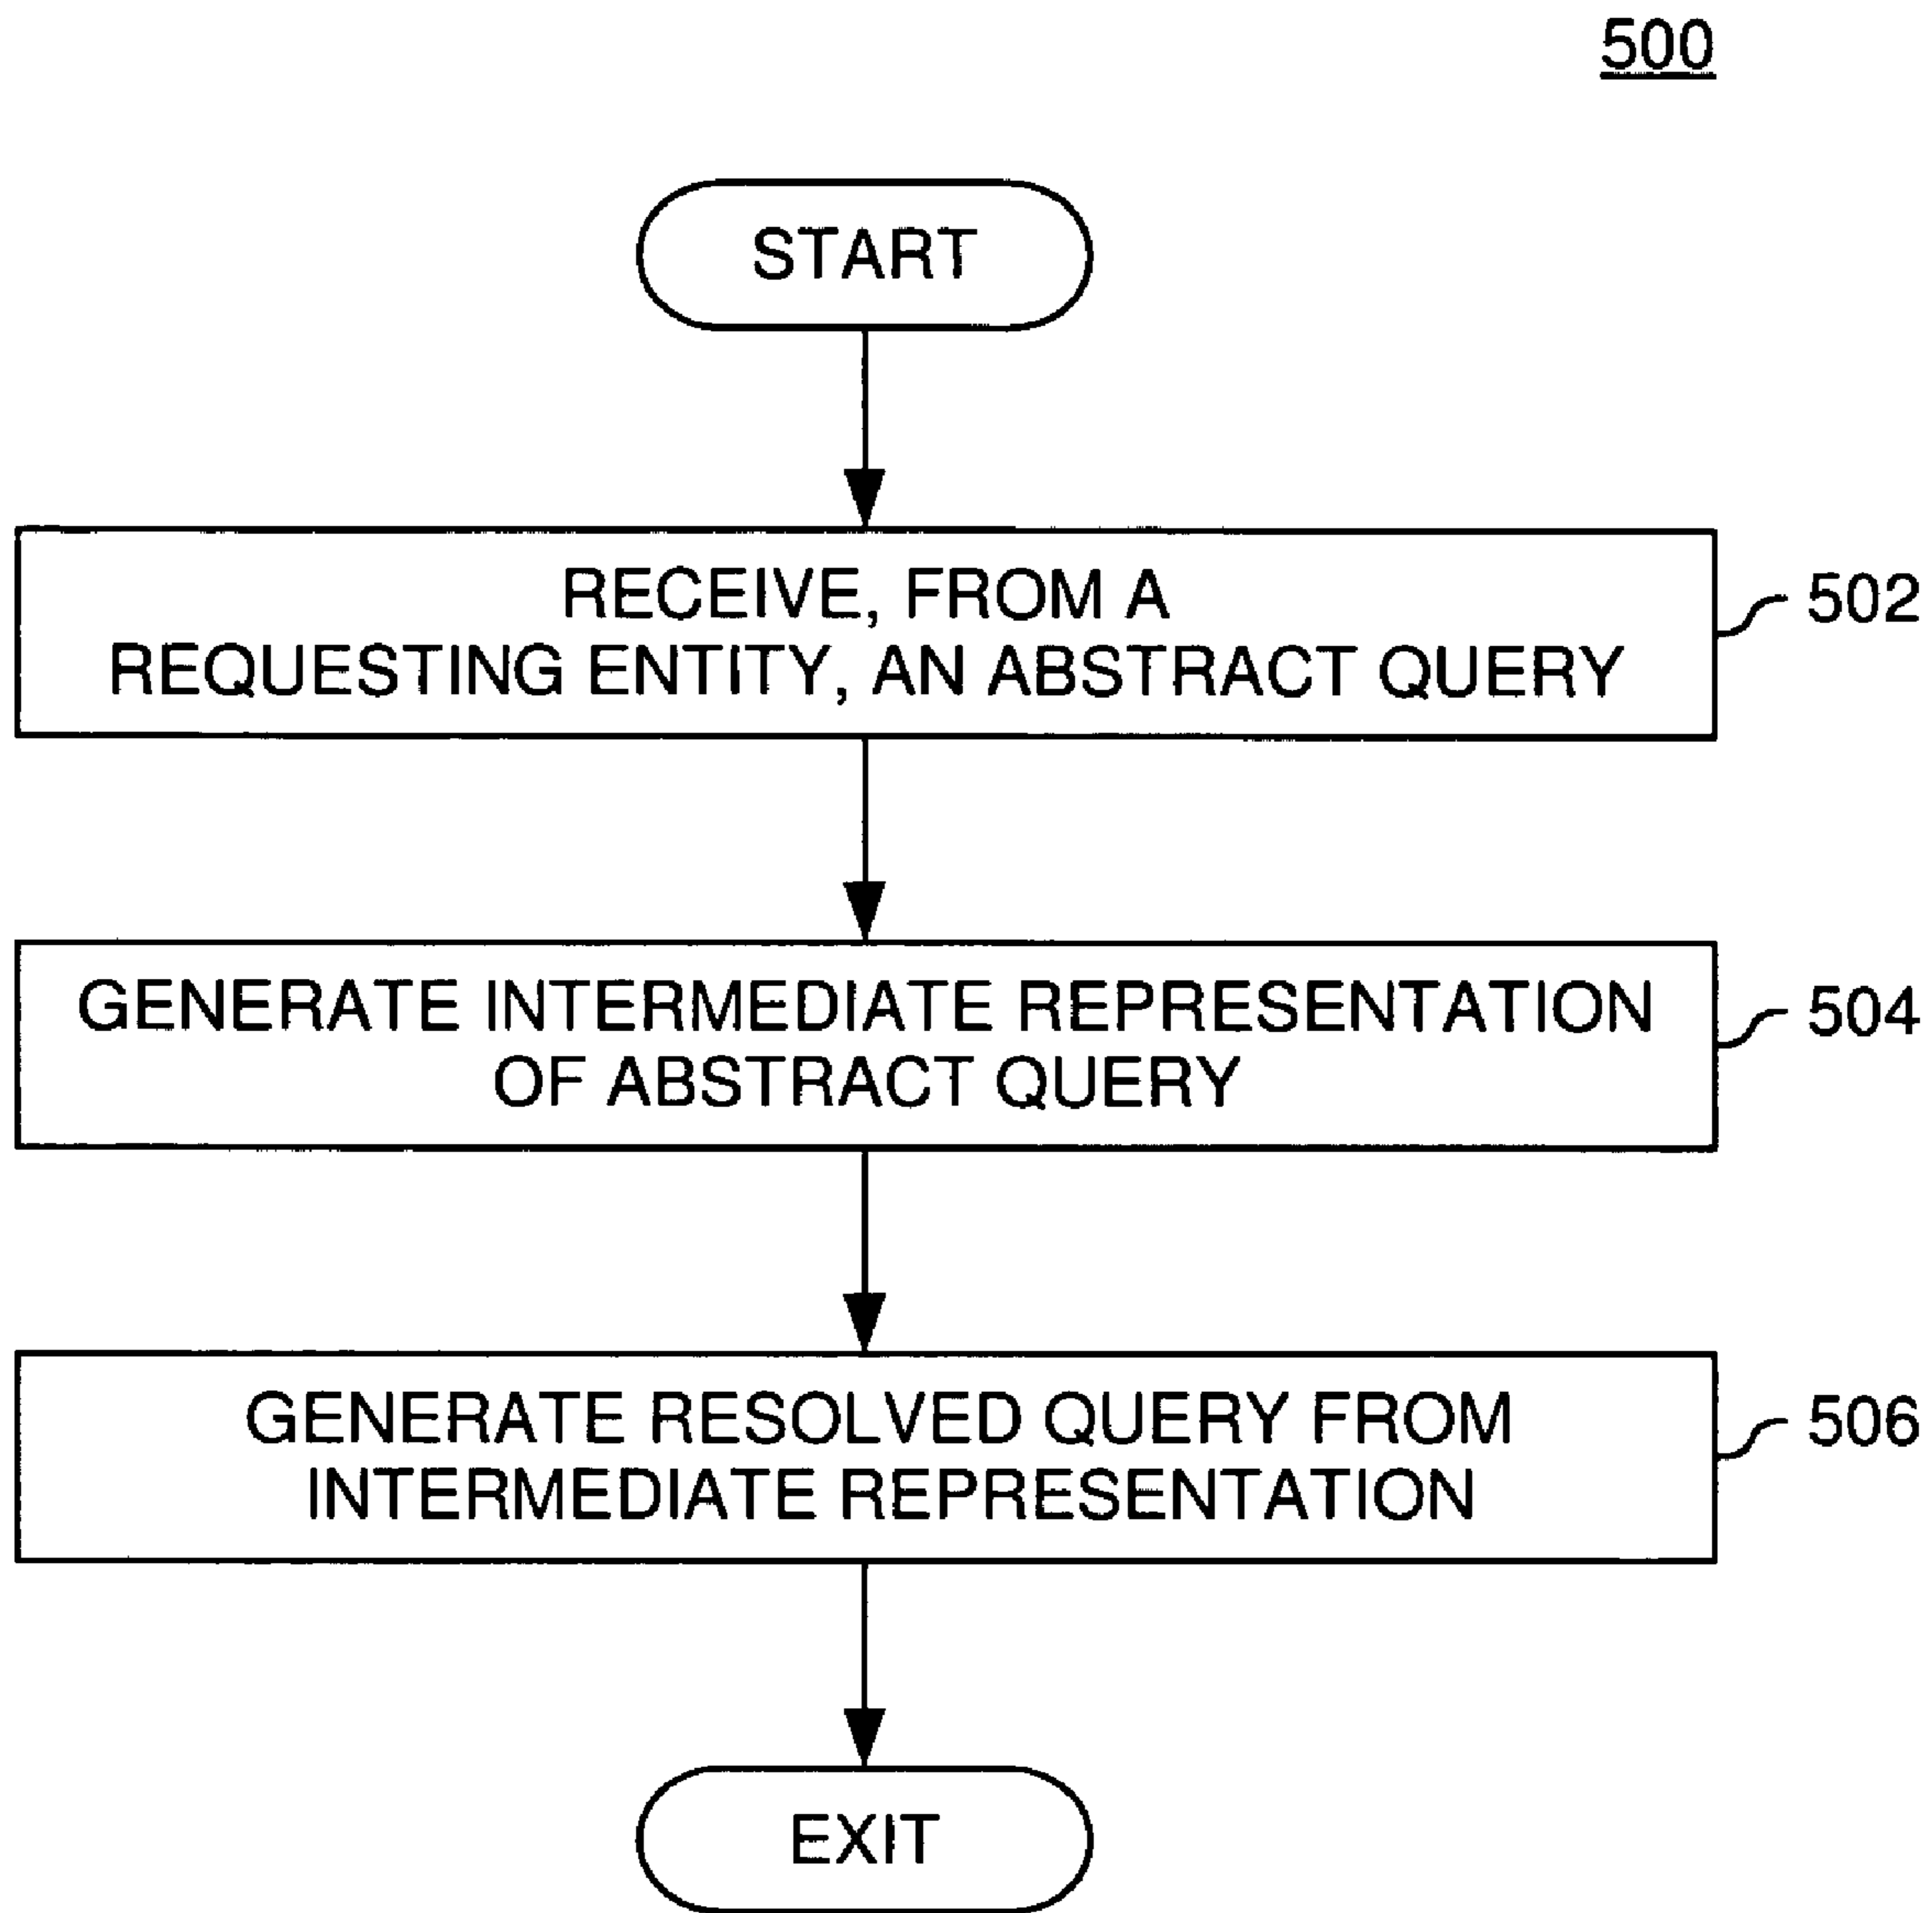 500
START
RECEIVE, FROM A
REQUESTING ENTITY, AN ABSTRACT QUERY
502
GENERATE INTERMEDIATE REPRESENTATION
OF ABSTRACT QUERY
504
GENERATE RESOLVED QUERY FROM
INTERMEDIATE REPRESENTATION
506
EXIT